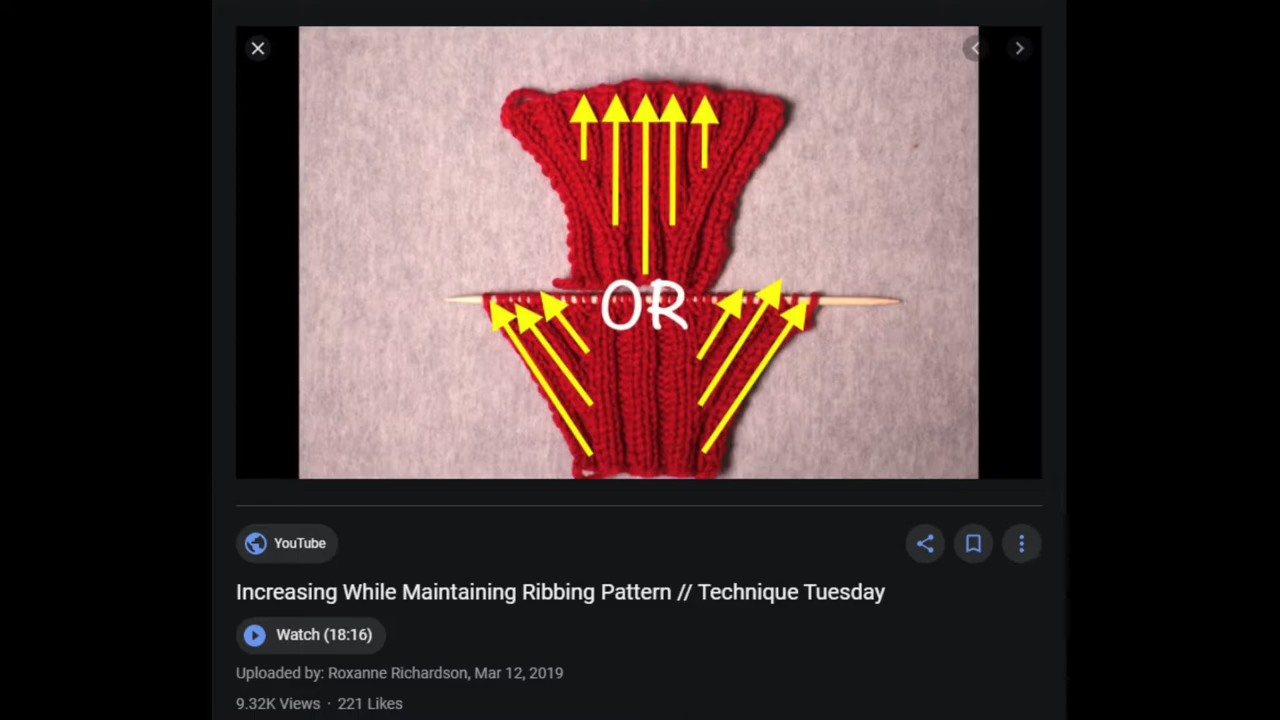 OR
YouTube
Increasing While Maintaining Ribbing Pattern // Technique Tuesday
Watch (18:16)
Uploaded by: Roxanne Richardson, Mar 12, 2019
9.32K Views · 221 Likes